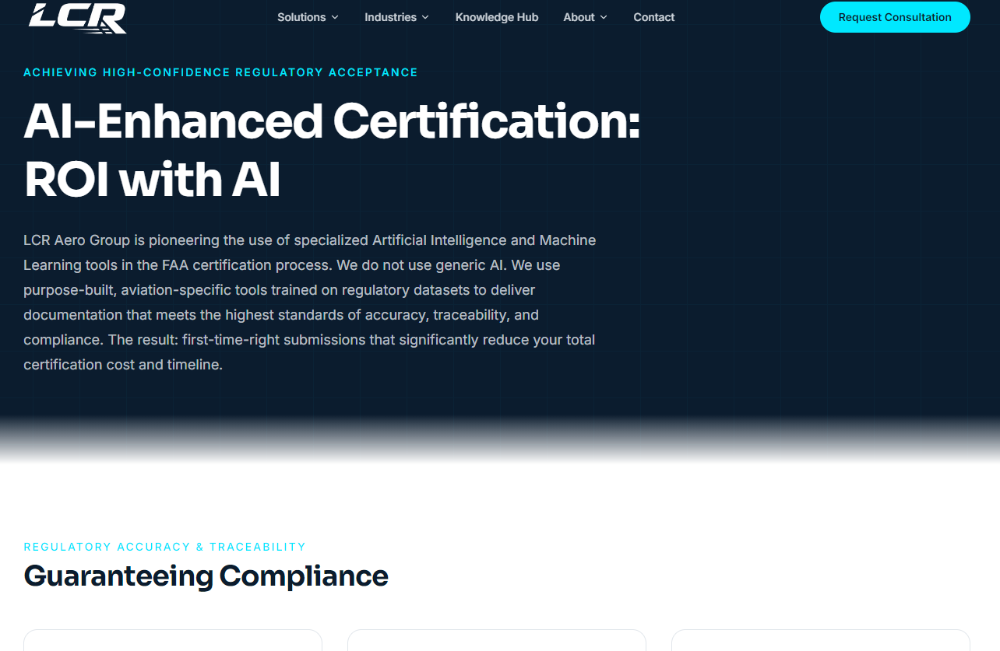 LCR
Solutions
Industries
Knowledge Hub
About
Contact
Request Consultation
ACHIEVING HIGH-CONFIDENCE REGULATORY ACCEPTANCE
AI-Enhanced Certification:
ROI with AI
LCR Aero Group is pioneering the use of specialized Artificial Intelligence and Machine
Learning tools in the FAA certification process. We do not use generic AI. We use
purpose-built, aviation-specific tools trained on regulatory datasets to deliver
documentation that meets the highest standards of accuracy, traceability, and
compliance. The result: first-time-right submissions that significantly reduce your total
certification cost and timeline.
REGULATORY ACCURACY & TRACEABILITY
Guaranteeing Compliance